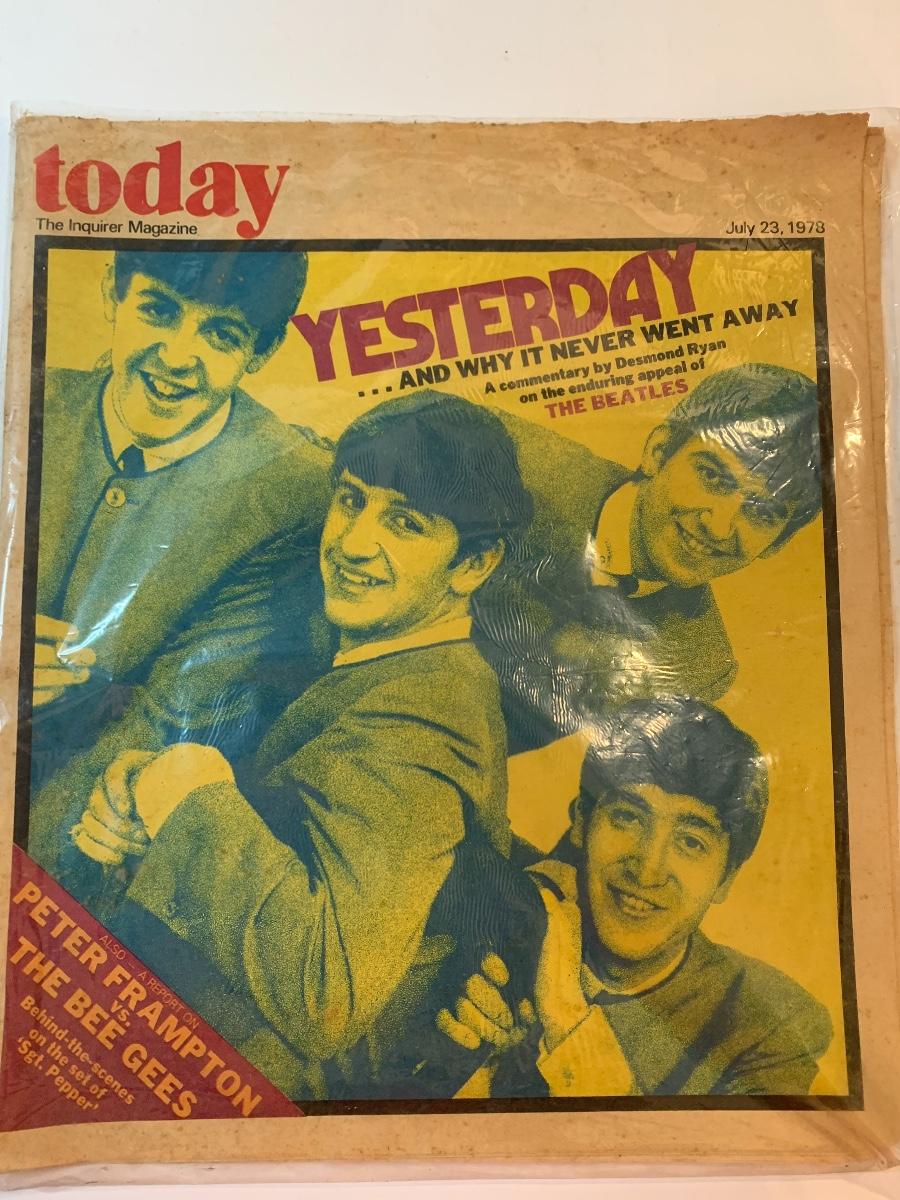 today
The Inquirer Magazine
July 23, 1978
YESTERDAY
...AND WHY IT NEVER WENT AWAY
A commentary by Desmond Ryan
on the enduring appeal of
THE BEATLES
ALSO — A REPORT ON
PETER FRAMPTON
vs.
THE BEE GEES
Behind-the-scenes
on the set of
'Sgt. Pepper'